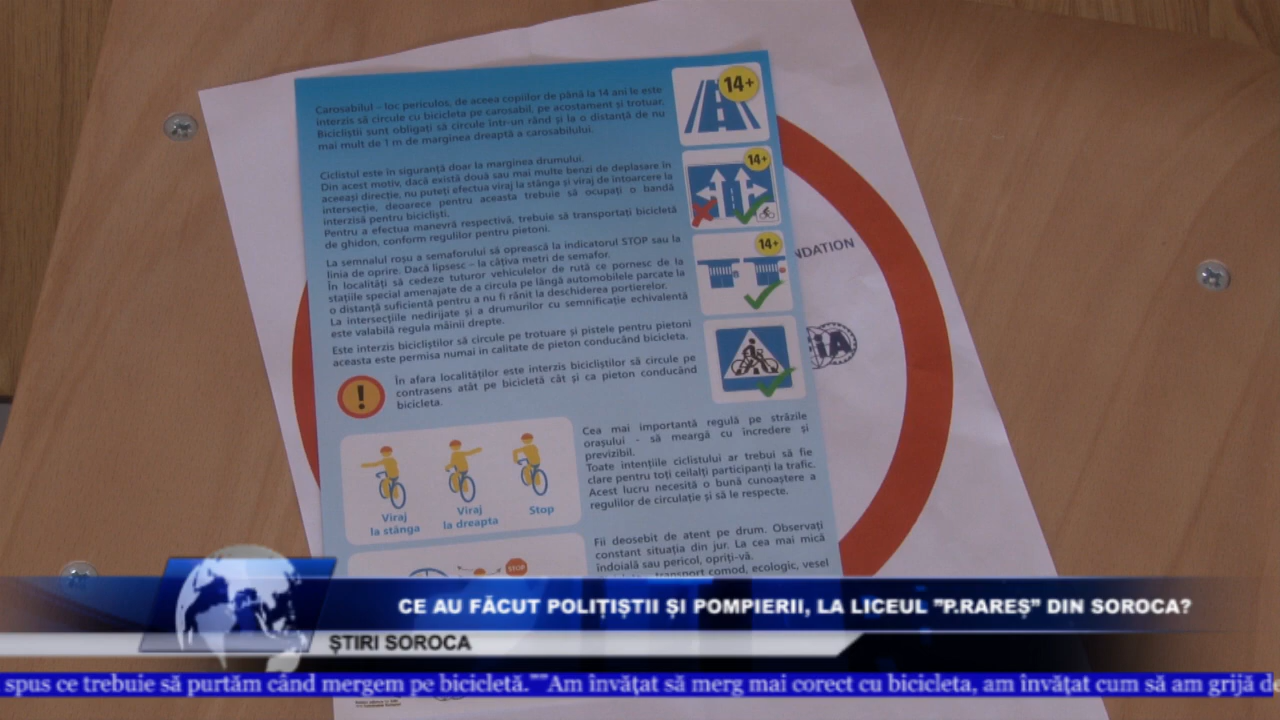 Carosabilul – loc periculos, de aceea copiilor de până la 14 ani le este
interzis să circule cu bicicleta pe carosabil, pe acostament și trotuar.
Bicicliștii sunt obligați să circule într-un rând și la o distanță de nu
mai mult de 1 m de marginea dreaptă a carosabilului.
14+
Ciclistul este în siguranță doar la marginea drumului.
Din acest motiv, dacă există două sau mai multe benzi de deplasare în
aceeași direcție, nu puteți efectua viraj la stânga și viraj de întoarcere la
intersecție, deoarece pentru aceasta trebuie să ocupați o bandă
interzisă pentru bicicliști.
Pentru a efectua manevră respectivă, trebuie să transportați bicicletă
de ghidon, conform regulilor pentru pietoni.
14+
La semnalul roșu a semaforului să oprească la indicatorul STOP sau la
linia de oprire. Dacă lipsesc – la câțiva metri de semafor.
În localități să cedeze tuturor vehiculelor de rută ce pornesc de la
stațiile special amenajate de a circula pe lângă automobilele parcate la
o distanță suficientă pentru a nu fi rănit la deschiderea portierelor.
La intersecțiile nedirijate și a drumurilor cu semnificație echivalentă
este valabilă regula mâinii drepte.
14+
Este interzis bicicliștilor să circule pe trotuare și pistele pentru pietoni
aceasta este permisa numai in calitate de pieton conducând bicicleta.
!
În afara localităților este interzis bicicliștilor să circule pe
contrasens atât pe bicicletă cât și ca pieton conducând
bicicleta.
NDATION
FIA
Viraj
la stânga
Viraj
la dreapta
Stop
Cea mai importantă regulă pe străzile
orașului - să meargă cu încredere și
previzibil.
Toate intențiile ciclistului ar trebui să fie
clare pentru toți ceilalți participanți la trafic.
Acest lucru necesită o bună cunoaștere a
regulilor de circulație și să le respecte.
STOP
Fii deosebit de atent pe drum. Observați
constant situația din jur. La cea mai mică
îndoială sau pericol, opriți-vă.
transport comod, ecologic, vesel
CE AU FĂCUT POLIȚIȘTII ȘI POMPIERII, LA LICEUL ”P.RAREȘ” DIN SOROCA?
ȘTIRI SOROCA
spus ce trebuie să purtăm când mergem pe bicicletă.""Am învăţat să merg mai corect cu bicicleta, am învăţat cum să am grijă de